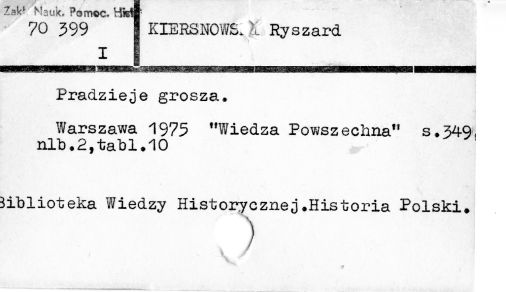 Zakł. Nauk. Pomoc. Hist
70 399
I
KIERSNOWS. Ryszard
Pradzieje grosza.
Warszawa 1975 "Wiedza Powszechna" s.349,
nlb.2,tabl.10
Biblioteka Wiedzy Historycznej.Historia Polski.